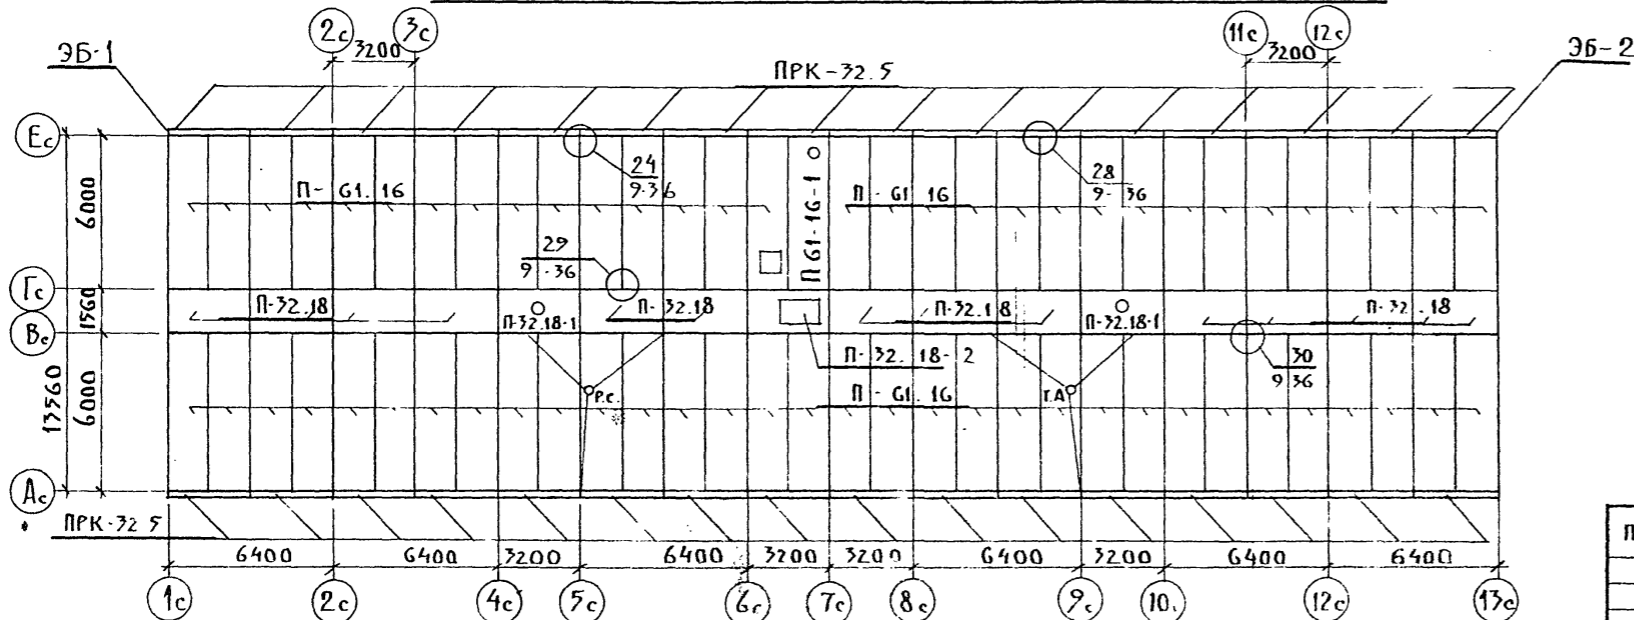 2с 3с 11с 12с
ЭБ-1 3200 3200 ЭБ-2
ПРК-32.5
Ес
24
9-36
28
9-36
П-61.16
П61-16-1
П-61.16
6000
29
9-36
Гс
1560
П-32.18 П-32.18-1 П-32.18 П-32.18 П-32.18-1 П-32.18
Вс
П-32.18-2
30
9 36
13560
6000
П-61.16
Р.с. Г.А
Ас
ПРК-32 5
6400 6400 3200 6400 3200 3200 6400 3200 6400 6400
1с 2с 4с 5с 6с 7с 8с 9с 10с 12с 13с
П